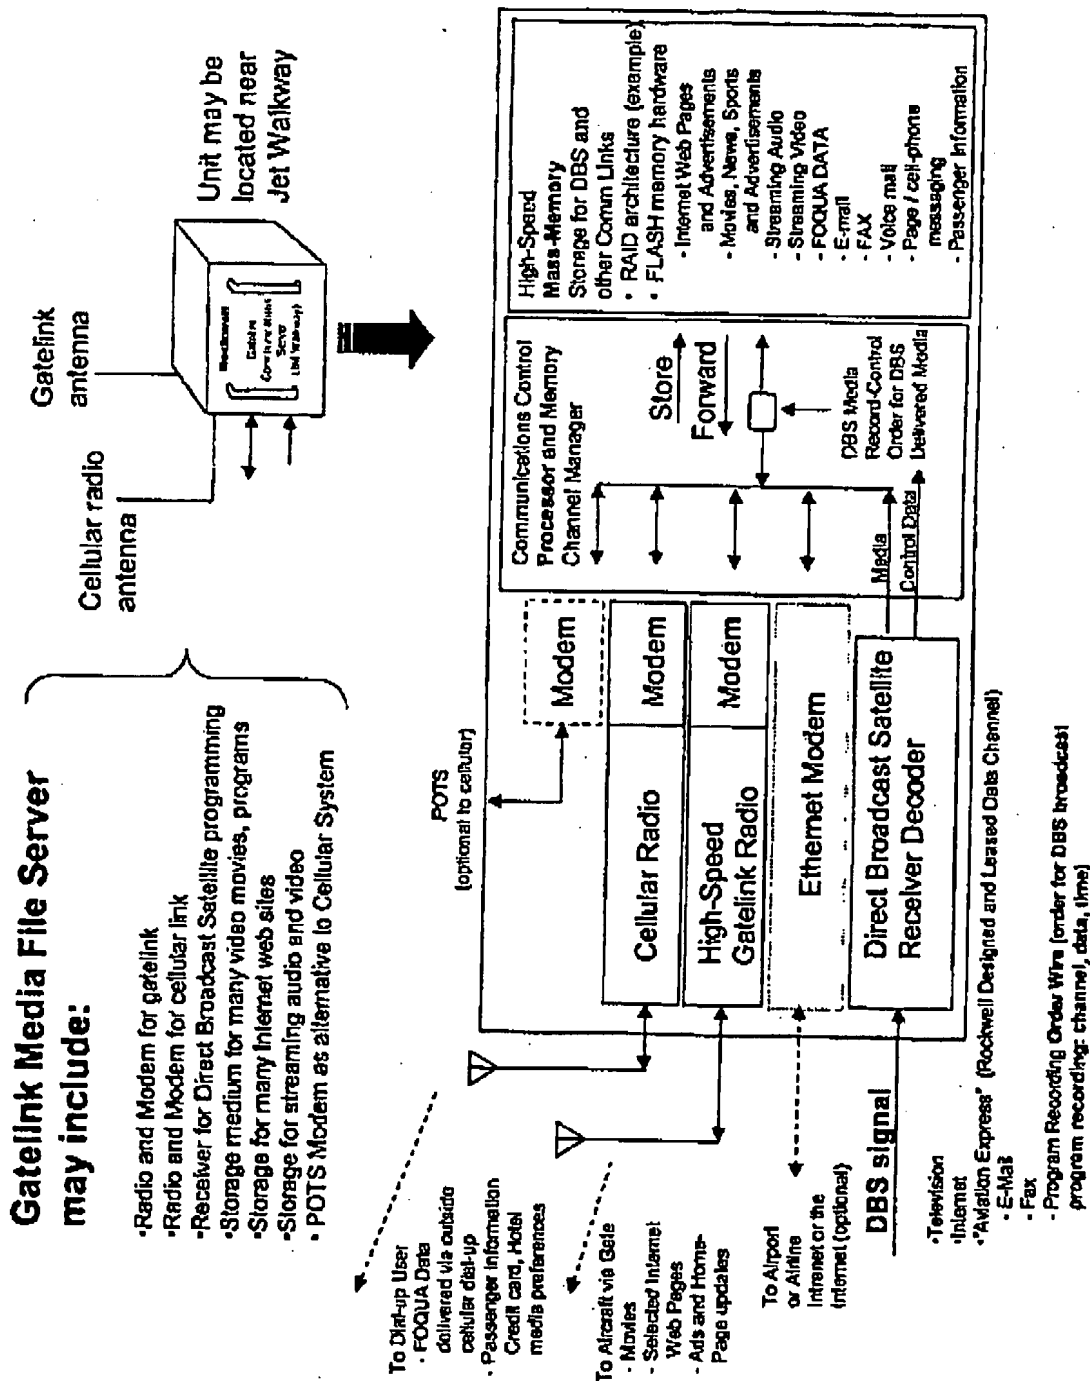 Gatelink Media File Server
may include:
•Radio and Modem for gatelink
•Radio and Modem for cellular link
•Receiver for Direct Broadcast Satellite programming
•Storage medium for many video movies, programs
•Storage for many Internet web sites
•Storage for streaming audio and video
• POTS Modem as alternative to Cellular System
Cellular radio
antenna
Gatelink
antenna
Unit may be
located near
Jet Walkway
Rockwell
Gatelink
Server
To Dial-up User
- FOQUA Data
delivered via outside
cellular dial-up
- Passenger information
Credit card, Hotel
media preferences
To Aircraft via Gate
- Movies
- Selected Internet
Web Pages
- Ads and Home-
Page updates
To Airport
or Airline
Intranet or the
Internet (optional)
DBS signal
•Television
•Internet
•"Aviation Express" (Rockwell Designed and Leased Data Channel)
- E-Mail
- Fax
- Program Recording Order Wire [order for DBS broadcast
program recording: channel, data, time]
POTS
(optional to cellular)
Modem
Cellular Radio
Modem
High-Speed
Gatelink Radio
Modem
Ethernet Modem
Direct Broadcast Satellite
Receiver Decoder
Communications Control
Processor and Memory
Channel Manager
Store
Forward
Media
Control Data
DBS Media
Record-Control
Order for DBS
Delivered Media
High-Speed
Mass-Memory
Storage for DBS and
other Comm Links
• RAID architecture (example)
• FLASH memory hardware
- Internet Web Pages
and Advertisements
- Movies, News, Sports
and Advertisements
- Streaming Audio
- Streaming Video
- FOQUA DATA
- E-mail
- FAX
- Voice mail
- Page / cell-phone
messaging
- Passenger Information